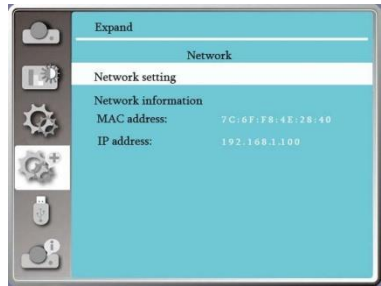 Expand
Network
Network setting
Network information
MAC address: 7C:6F:F8:4E:28:40
IP address: 192.168.1.100